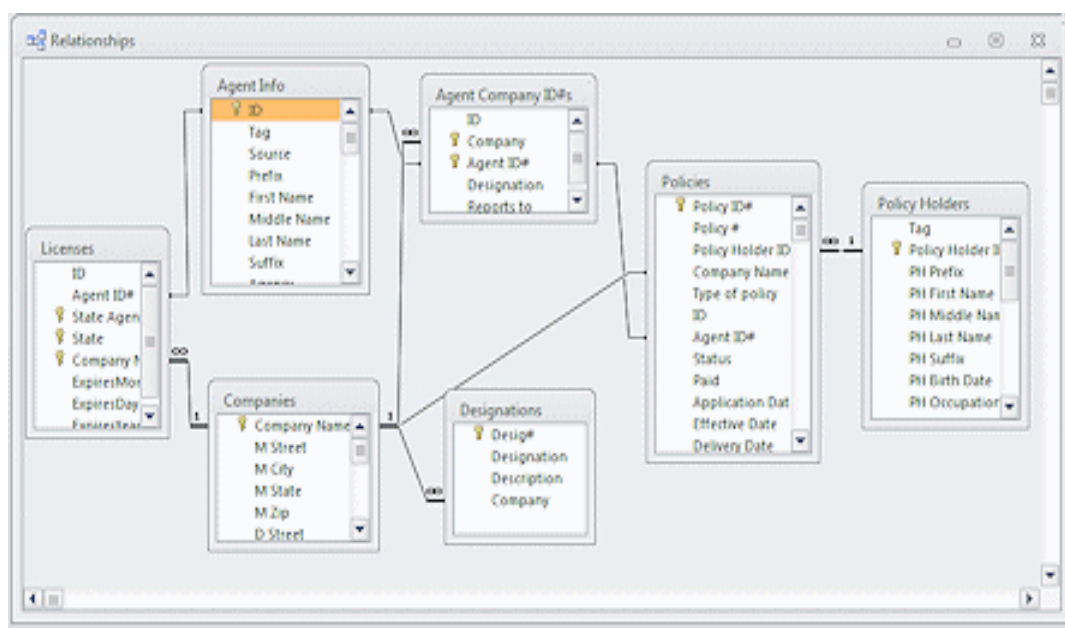 Relationships
Agent Info
ID
Tag
Source
Prefix
First Name
Middle Name
Last Name
Suffix
Agent Company ID#s
ID
Company
Agent ID#
Designation
Reports to
Policies
Policy ID#
Policy #
Policy Holder ID
Company Name
Type of policy
ID
Agent ID#
Status
Paid
Application Dat
Effective Date
Delivery Date
∞ 1
Policy Holders
Tag
Policy Holder I
PH Prefix
PH First Name
PH Middle Nam
PH Last Name
PH Suffix
PH Birth Date
PH Occupation
Licenses
ID
Agent ID#
State Agen
State
Company N
ExpiresMon
ExpiresDay
ExpiresYear
∞
1
Companies
Company Name
M Street
M City
M State
M Zip
D Street
1
∞
∞
Designations
Desig#
Designation
Description
Company